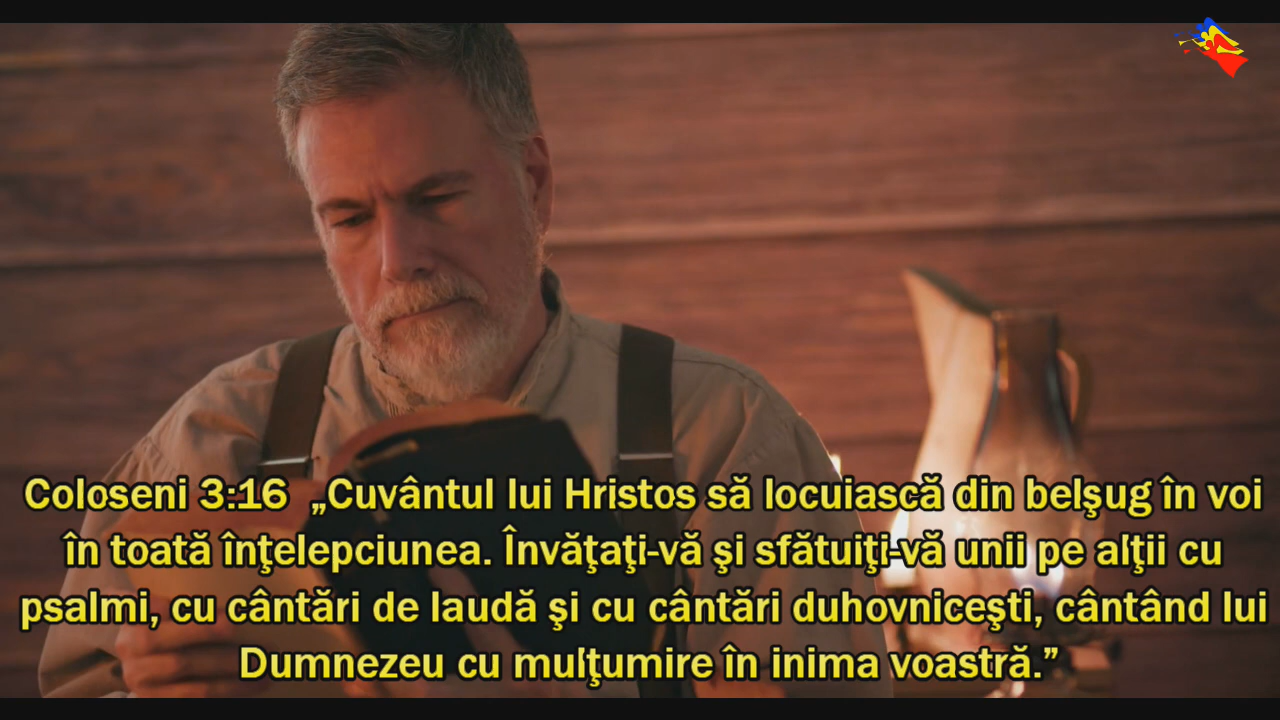 Coloseni 3:16 „Cuvântul lui Hristos să locuiască din belşug în voi
în toată înţelepciunea. Învăţaţi-vă şi sfătuiţi-vă unii pe alţii cu
psalmi, cu cântări de laudă şi cu cântări duhovniceşti, cântând lui
Dumnezeu cu mulţumire în inima voastră.”